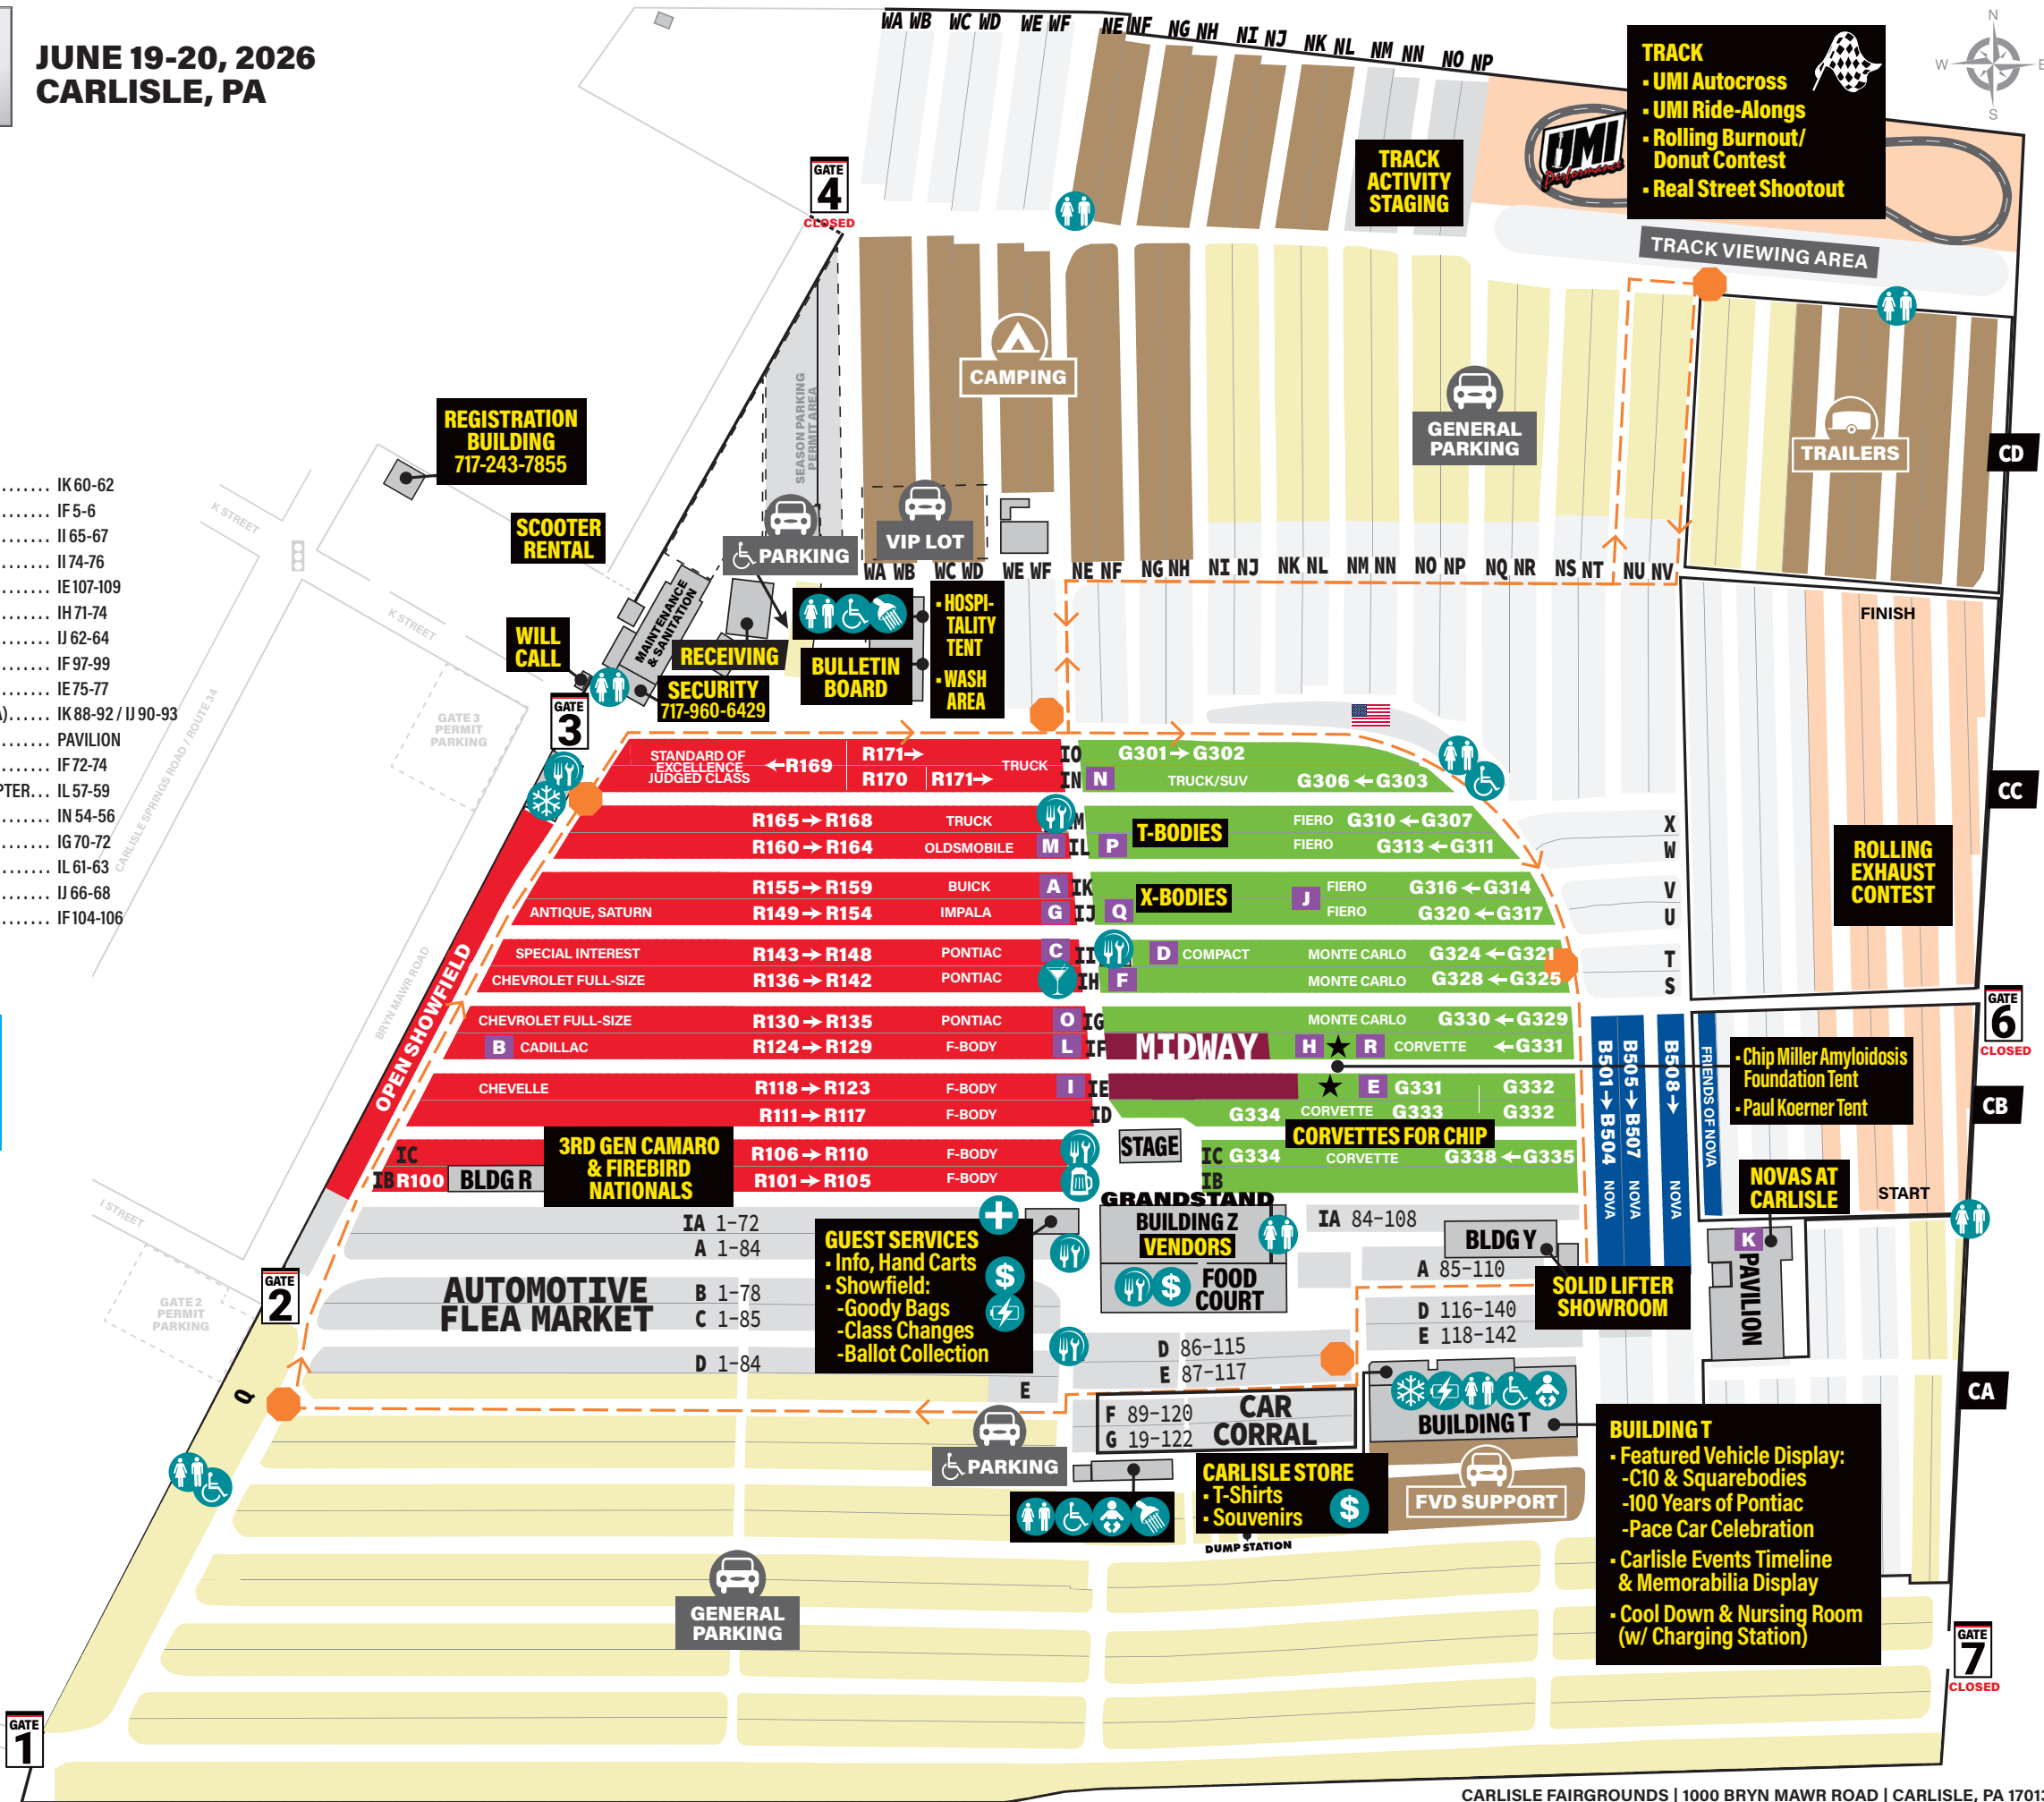 JUNE 19-20, 2026
CARLISLE, PA
WA WB WC WD WE WF NE NF NG NH NI NJ NK NL NM NN NO NP
N
W E
S
TRACK
▪ UMI Autocross
▪ UMI Ride-Alongs
▪ Rolling Burnout/
Donut Contest
▪ Real Street Shootout
UMI
Performance
TRACK
ACTIVITY
STAGING
TRACK VIEWING AREA
GATE
4
CLOSED
CAMPING
SEASON PARKING
PERMIT AREA
GENERAL
PARKING
TRAILERS
CD
REGISTRATION
BUILDING
717-243-7855
SCOOTER
RENTAL
PARKING
VIP LOT
K STREET
K STREET
WA WB WC WD WE WF NE NF NG NH NI NJ NK NL NM NN NO NP NQ NR NS NT NU NV
........ IK 60-62
........ IF 5-6
........ II 65-67
........ II 74-76
........ IE 107-109
........ IH 71-74
........ IJ 62-64
........ IF 97-99
........ IE 75-77
A)...... IK 88-92 / IJ 90-93
........ PAVILION
........ IF 72-74
PTER... IL 57-59
........ IN 54-56
........ IG 70-72
........ IL 61-63
........ IJ 66-68
........ IF 104-106
MAINTENANCE
& SANITATION
WILL
CALL
RECEIVING
SECURITY
717-960-6429
BULLETIN
BOARD
▪ HOSPI-
TALITY
TENT
▪ WASH
AREA
FINISH
GATE
3
GATE 3
PERMIT
PARKING
CARLISLE SPRINGS ROAD / ROUTE 34
BRYN MAWR ROAD
OPEN SHOWFIELD
STANDARD OF
EXCELLENCE
JUDGED CLASS
←R169 R171→ TRUCK IO G301→G302
R170 R171→ IN N TRUCK/SUV G306←G303
R165→R168 TRUCK M T-BODIES FIERO G310←G307
R160→R164 OLDSMOBILE M IL P FIERO G313←G311
R155→R159 BUICK A IK X-BODIES J FIERO G316←G314
ANTIQUE, SATURN R149→R154 IMPALA G IJ Q FIERO G320←G317
SPECIAL INTEREST R143→R148 PONTIAC C II D COMPACT MONTE CARLO G324←G321
CHEVROLET FULL-SIZE R136→R142 PONTIAC IH F MONTE CARLO G328←G325
CHEVROLET FULL-SIZE R130→R135 PONTIAC O IG MONTE CARLO G330←G329
B CADILLAC R124→R129 F-BODY L IF MIDWAY H ★ R CORVETTE ←G331
CHEVELLE R118→R123 F-BODY I IE ★ E G331 G332
R111→R117 F-BODY ID G334 CORVETTE G333 G332
CORVETTES FOR CHIP
IC R106→R110 F-BODY STAGE IC G334 CORVETTE G338←G335
IB R100 BLDG R R101→R105 F-BODY IB
3RD GEN CAMARO
& FIREBIRD
NATIONALS
X
W
V
U
T
S
CC
ROLLING
EXHAUST
CONTEST
GATE
6
CLOSED
B501→B504 NOVA
B505→B507 NOVA
B508→ NOVA
FRIENDS OF NOVA
▪ Chip Miller Amyloidosis
Foundation Tent
▪ Paul Koerner Tent
CB
NOVAS AT
CARLISLE
START
K
PAVILION
I STREET
GRANDSTAND
BUILDING Z
VENDORS
FOOD
COURT
IA 1-72
A 1-84
B 1-78
C 1-85
D 1-84
AUTOMOTIVE
FLEA MARKET
GUEST SERVICES
▪ Info, Hand Carts
▪ Showfield:
-Goody Bags
-Class Changes
-Ballot Collection
$
$
IA 84-108
BLDG Y
A 85-110
SOLID LIFTER
SHOWROOM
D 116-140
E 118-142
D 86-115
E 87-117
E
GATE
2
GATE 2
PERMIT
PARKING
Q
F 89-120
G 19-122
CAR
CORRAL
BUILDING T
CA
PARKING
CARLISLE STORE
▪ T-Shirts
▪ Souvenirs
$
FVD SUPPORT
DUMP STATION
BUILDING T
▪ Featured Vehicle Display:
-C10 & Squarebodies
-100 Years of Pontiac
-Pace Car Celebration
▪ Carlisle Events Timeline
& Memorabilia Display
▪ Cool Down & Nursing Room
(w/ Charging Station)
GENERAL
PARKING
GATE
7
CLOSED
GATE
1
CARLISLE FAIRGROUNDS | 1000 BRYN MAWR ROAD | CARLISLE, PA 17013